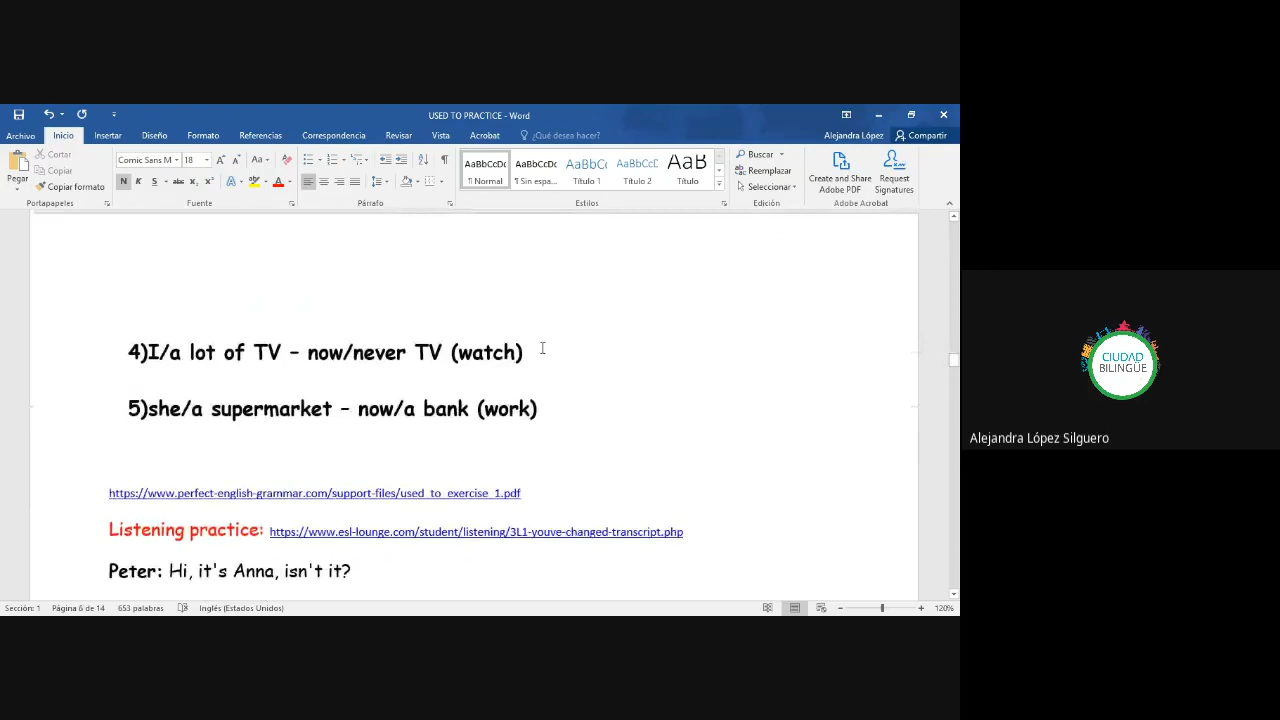 USED TO PRACTICE - Word
Archivo Inicio Insertar Diseño Formato Referencias Correspondencia Revisar Vista Acrobat ¿Qué desea hacer? Alejandra López Compartir
Pegar
Cortar
Copiar
Copiar formato
Portapapeles
Comic Sans M 18
Fuente
Párrafo
AaBbCcDc AaBbCcDc AaBbCc AaBbCcD AaB
¶ Normal ¶ Sin espa... Título 1 Título 2 Título
Estilos
Buscar
Reemplazar
Seleccionar
Edición
Create and Share Adobe PDF
Request Signatures
Adobe Acrobat
4)I/a lot of TV – now/never TV (watch)
5)she/a supermarket – now/a bank (work)
https://www.perfect-english-grammar.com/support-files/used_to_exercise_1.pdf
Listening practice: https://www.esl-lounge.com/student/listening/3L1-youve-changed-transcript.php
Peter: Hi, it's Anna, isn't it?
Sección: 1 Página 6 de 14 653 palabras Inglés (Estados Unidos) 120%
CIUDAD
BILINGÜE
Alejandra López Silguero